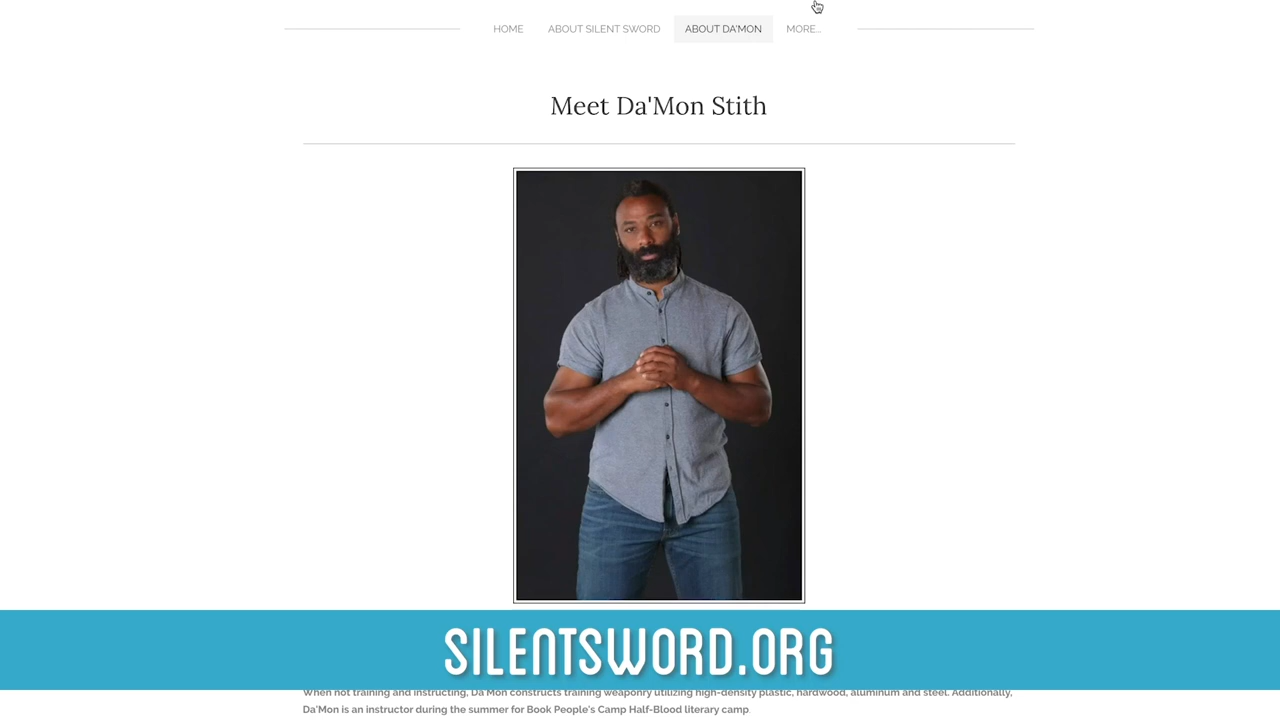 HOME ABOUT SILENT SWORD ABOUT DA'MON MORE...
Meet Da'Mon Stith
SILENTSWORD.ORG
When not training and instructing, Da'Mon constructs training weaponry utilizing high-density plastic, hardwood, aluminum and steel. Additionally,
Da'Mon is an instructor during the summer for Book People's Camp Half-Blood literary camp.